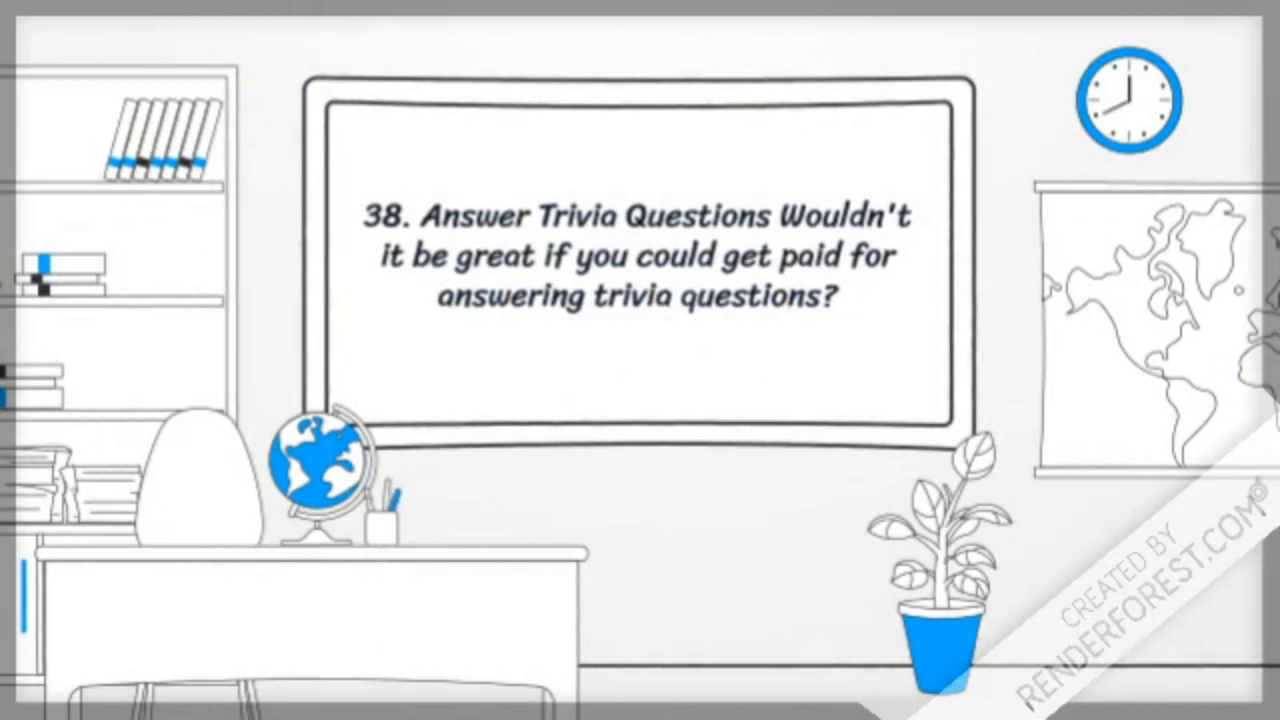 38. Answer Trivia Questions Wouldn't
it be great if you could get paid for
answering trivia questions?
CREATED BY
RENDERFOREST.COM